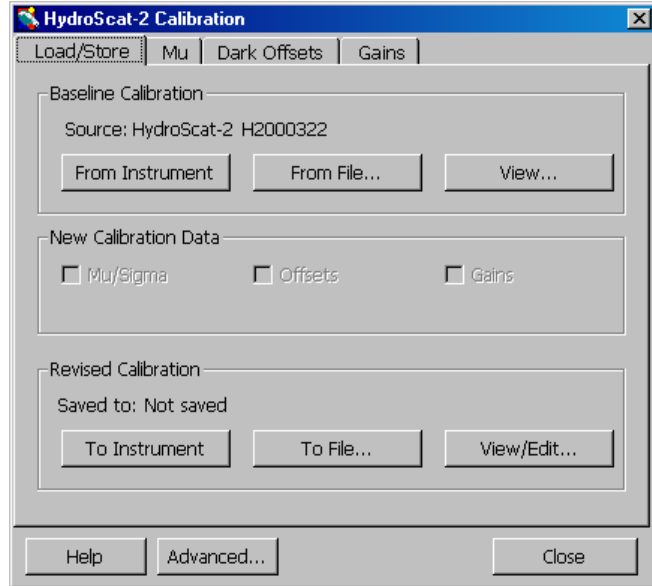 HydroScat-2 Calibration
Load/Store Mu Dark Offsets Gains
Baseline Calibration
Source: HydroScat-2 H2000322
From Instrument From File... View...
New Calibration Data
Mu/Sigma Offsets Gains
Revised Calibration
Saved to: Not saved
To Instrument To File... View/Edit...
Help Advanced... Close